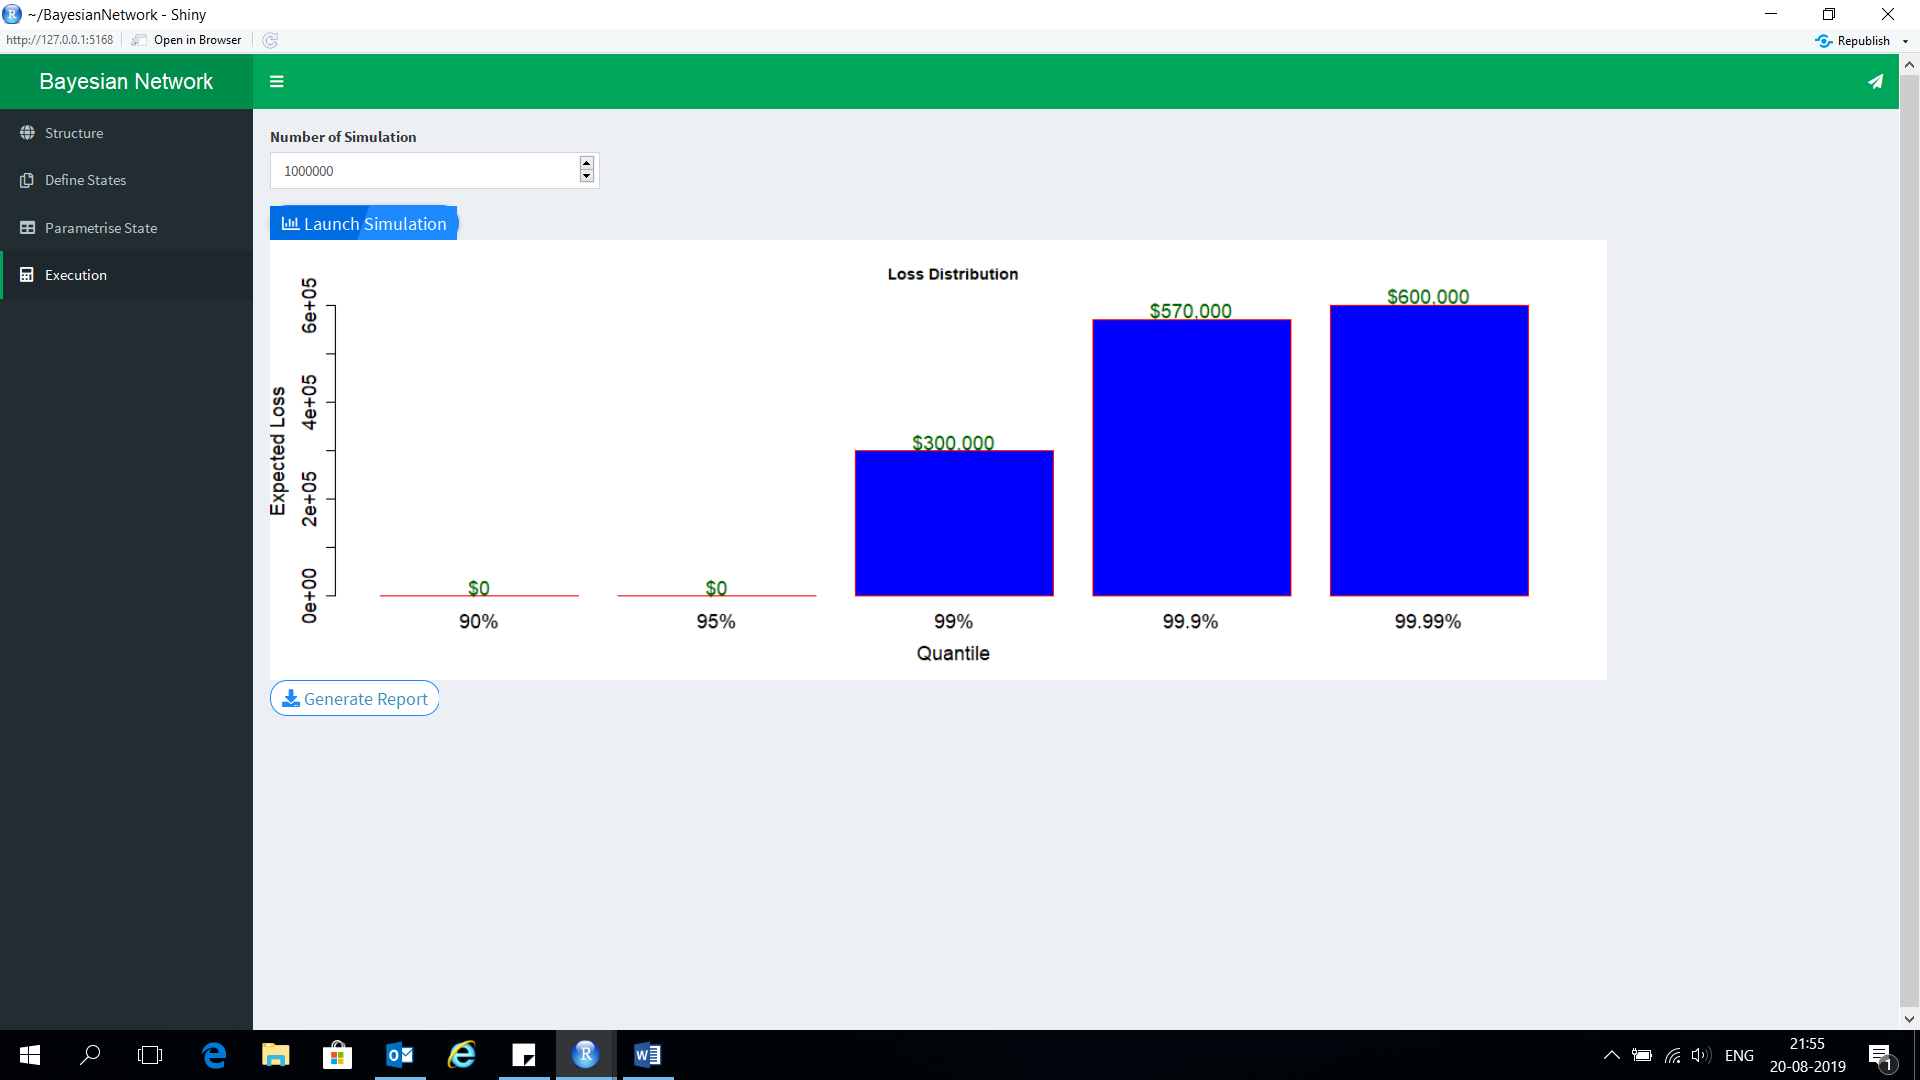 ~/BayesianNetwork - Shiny
http://127.0.0.1:5168 Open in Browser Republish
Bayesian Network
Structure
Define States
Parametrise State
Execution
Number of Simulation
1000000
Launch Simulation
Loss Distribution
Expected Loss
6e+05
4e+05
2e+05
0e+00
$0 $0 $300,000 $570,000 $600,000
90% 95% 99% 99.9% 99.99%
Quantile
Generate Report
ENG
21:55
20-08-2019
1